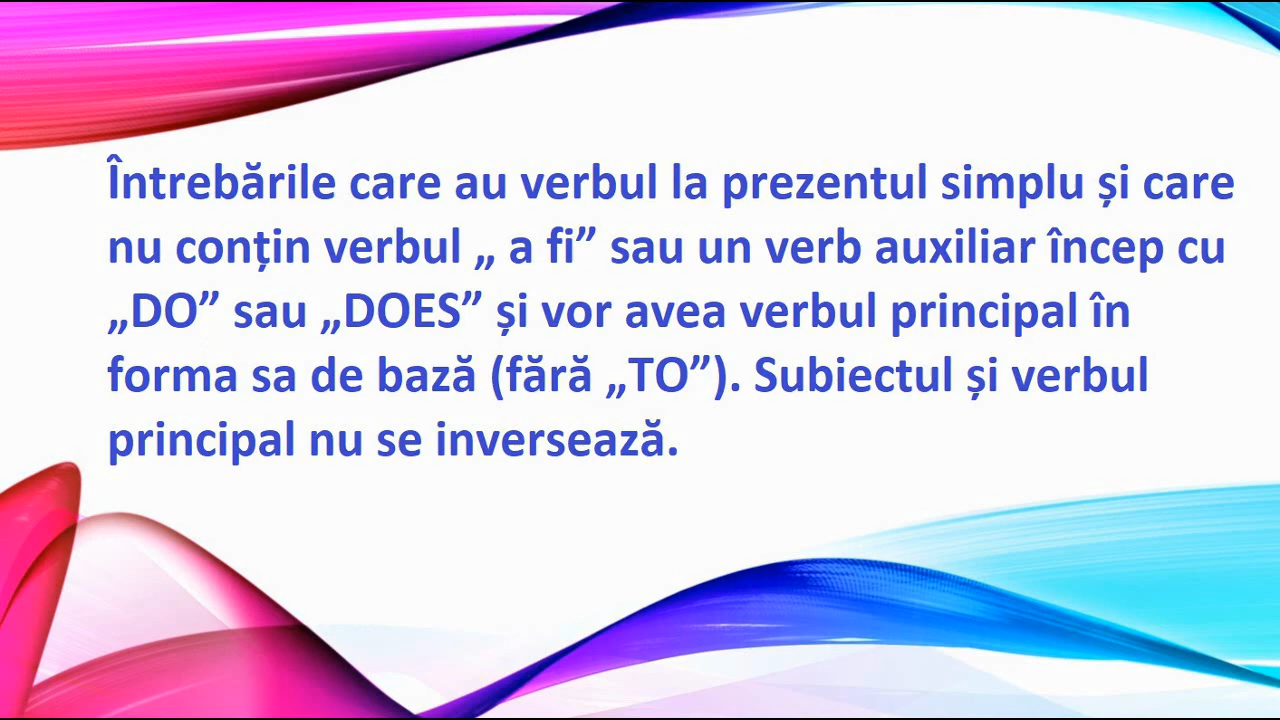 Întrebările care au verbul la prezentul simplu și care
nu conțin verbul „ a fi” sau un verb auxiliar încep cu
„DO” sau „DOES” și vor avea verbul principal în
forma sa de bază (fără „TO”). Subiectul și verbul
principal nu se inversează.